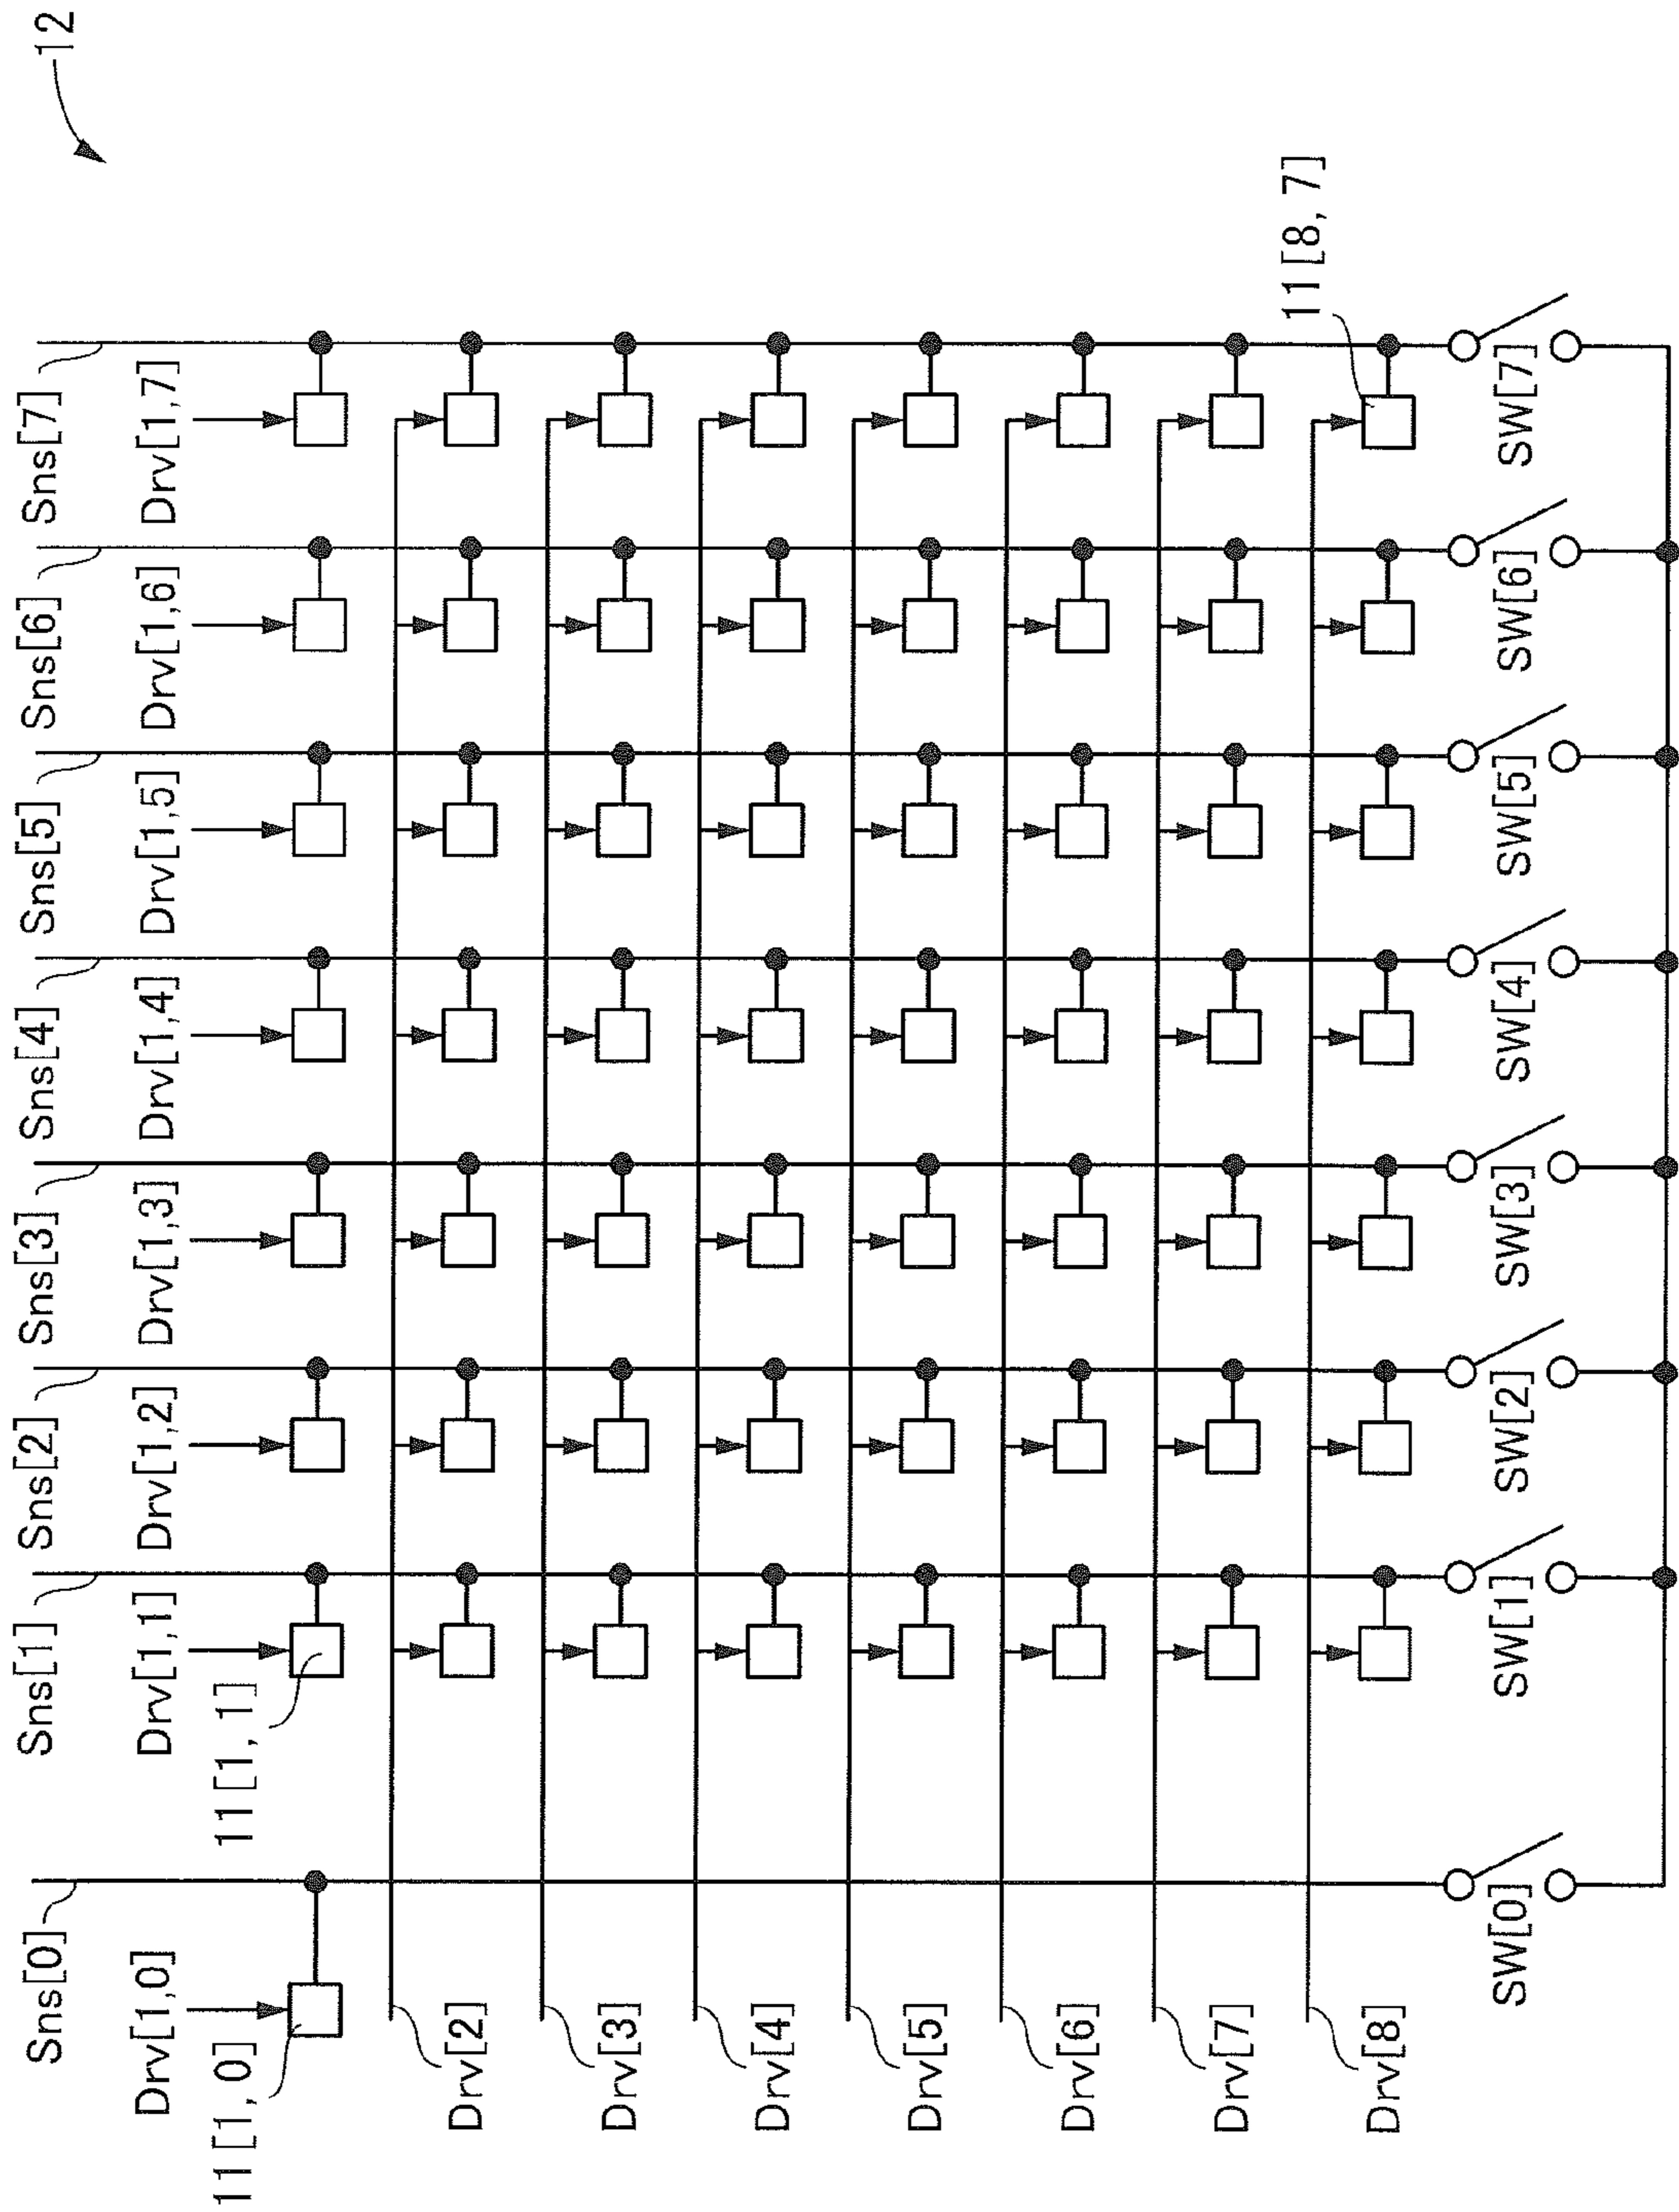 12
Sns[0]
Sns[1]
Sns[2]
Sns[3]
Sns[4]
Sns[5]
Sns[6]
Sns[7]
Drv[1,0]
Drv[1,1]
Drv[1,2]
Drv[1,3]
Drv[1,4]
Drv[1,5]
Drv[1,6]
Drv[1,7]
11[1,0]
11[1,1]
Drv[2]
Drv[3]
Drv[4]
Drv[5]
Drv[6]
Drv[7]
Drv[8]
11[8,7]
SW[0]
SW[1]
SW[2]
SW[3]
SW[4]
SW[5]
SW[6]
SW[7]